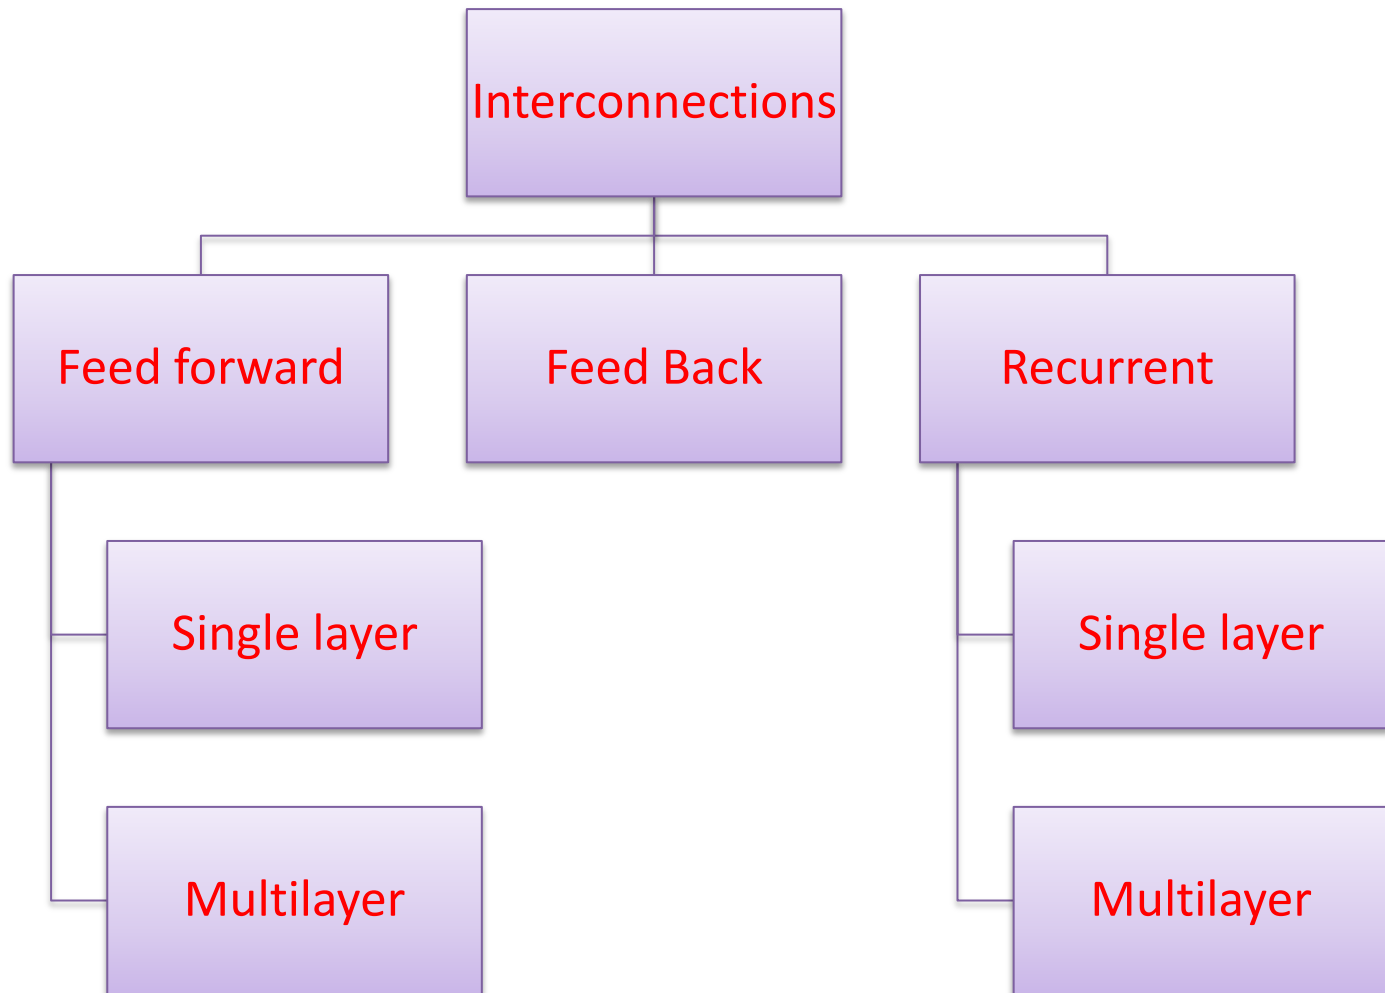 Interconnections
Feed forward
Feed Back
Recurrent
Single layer
Single layer
Multilayer
Multilayer